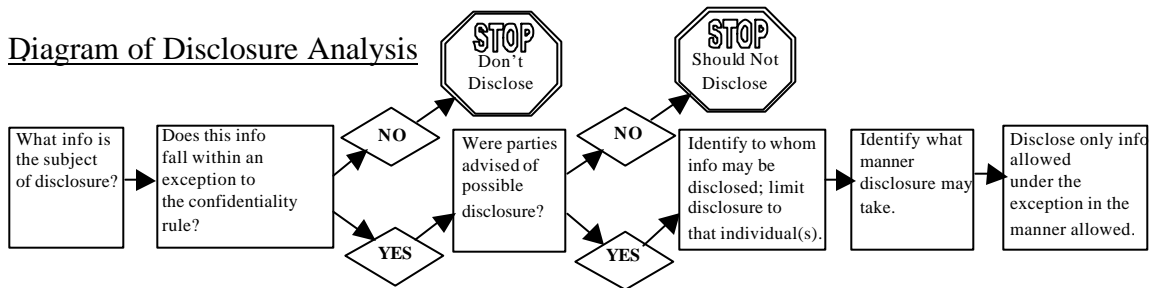 Diagram of Disclosure Analysis
STOP
Don't
Disclose
STOP
Should Not
Disclose
What info is
the subject
of disclosure?
Does this info
fall within an
exception to
the confidentiality
rule?
NO
YES
Were parties
advised of
possible
disclosure?
NO
YES
Identify to whom
info may be
disclosed; limit
disclosure to
that individual(s).
Identify what
manner
disclosure may
take.
Disclose only info
allowed
under the
exception in the
manner allowed.